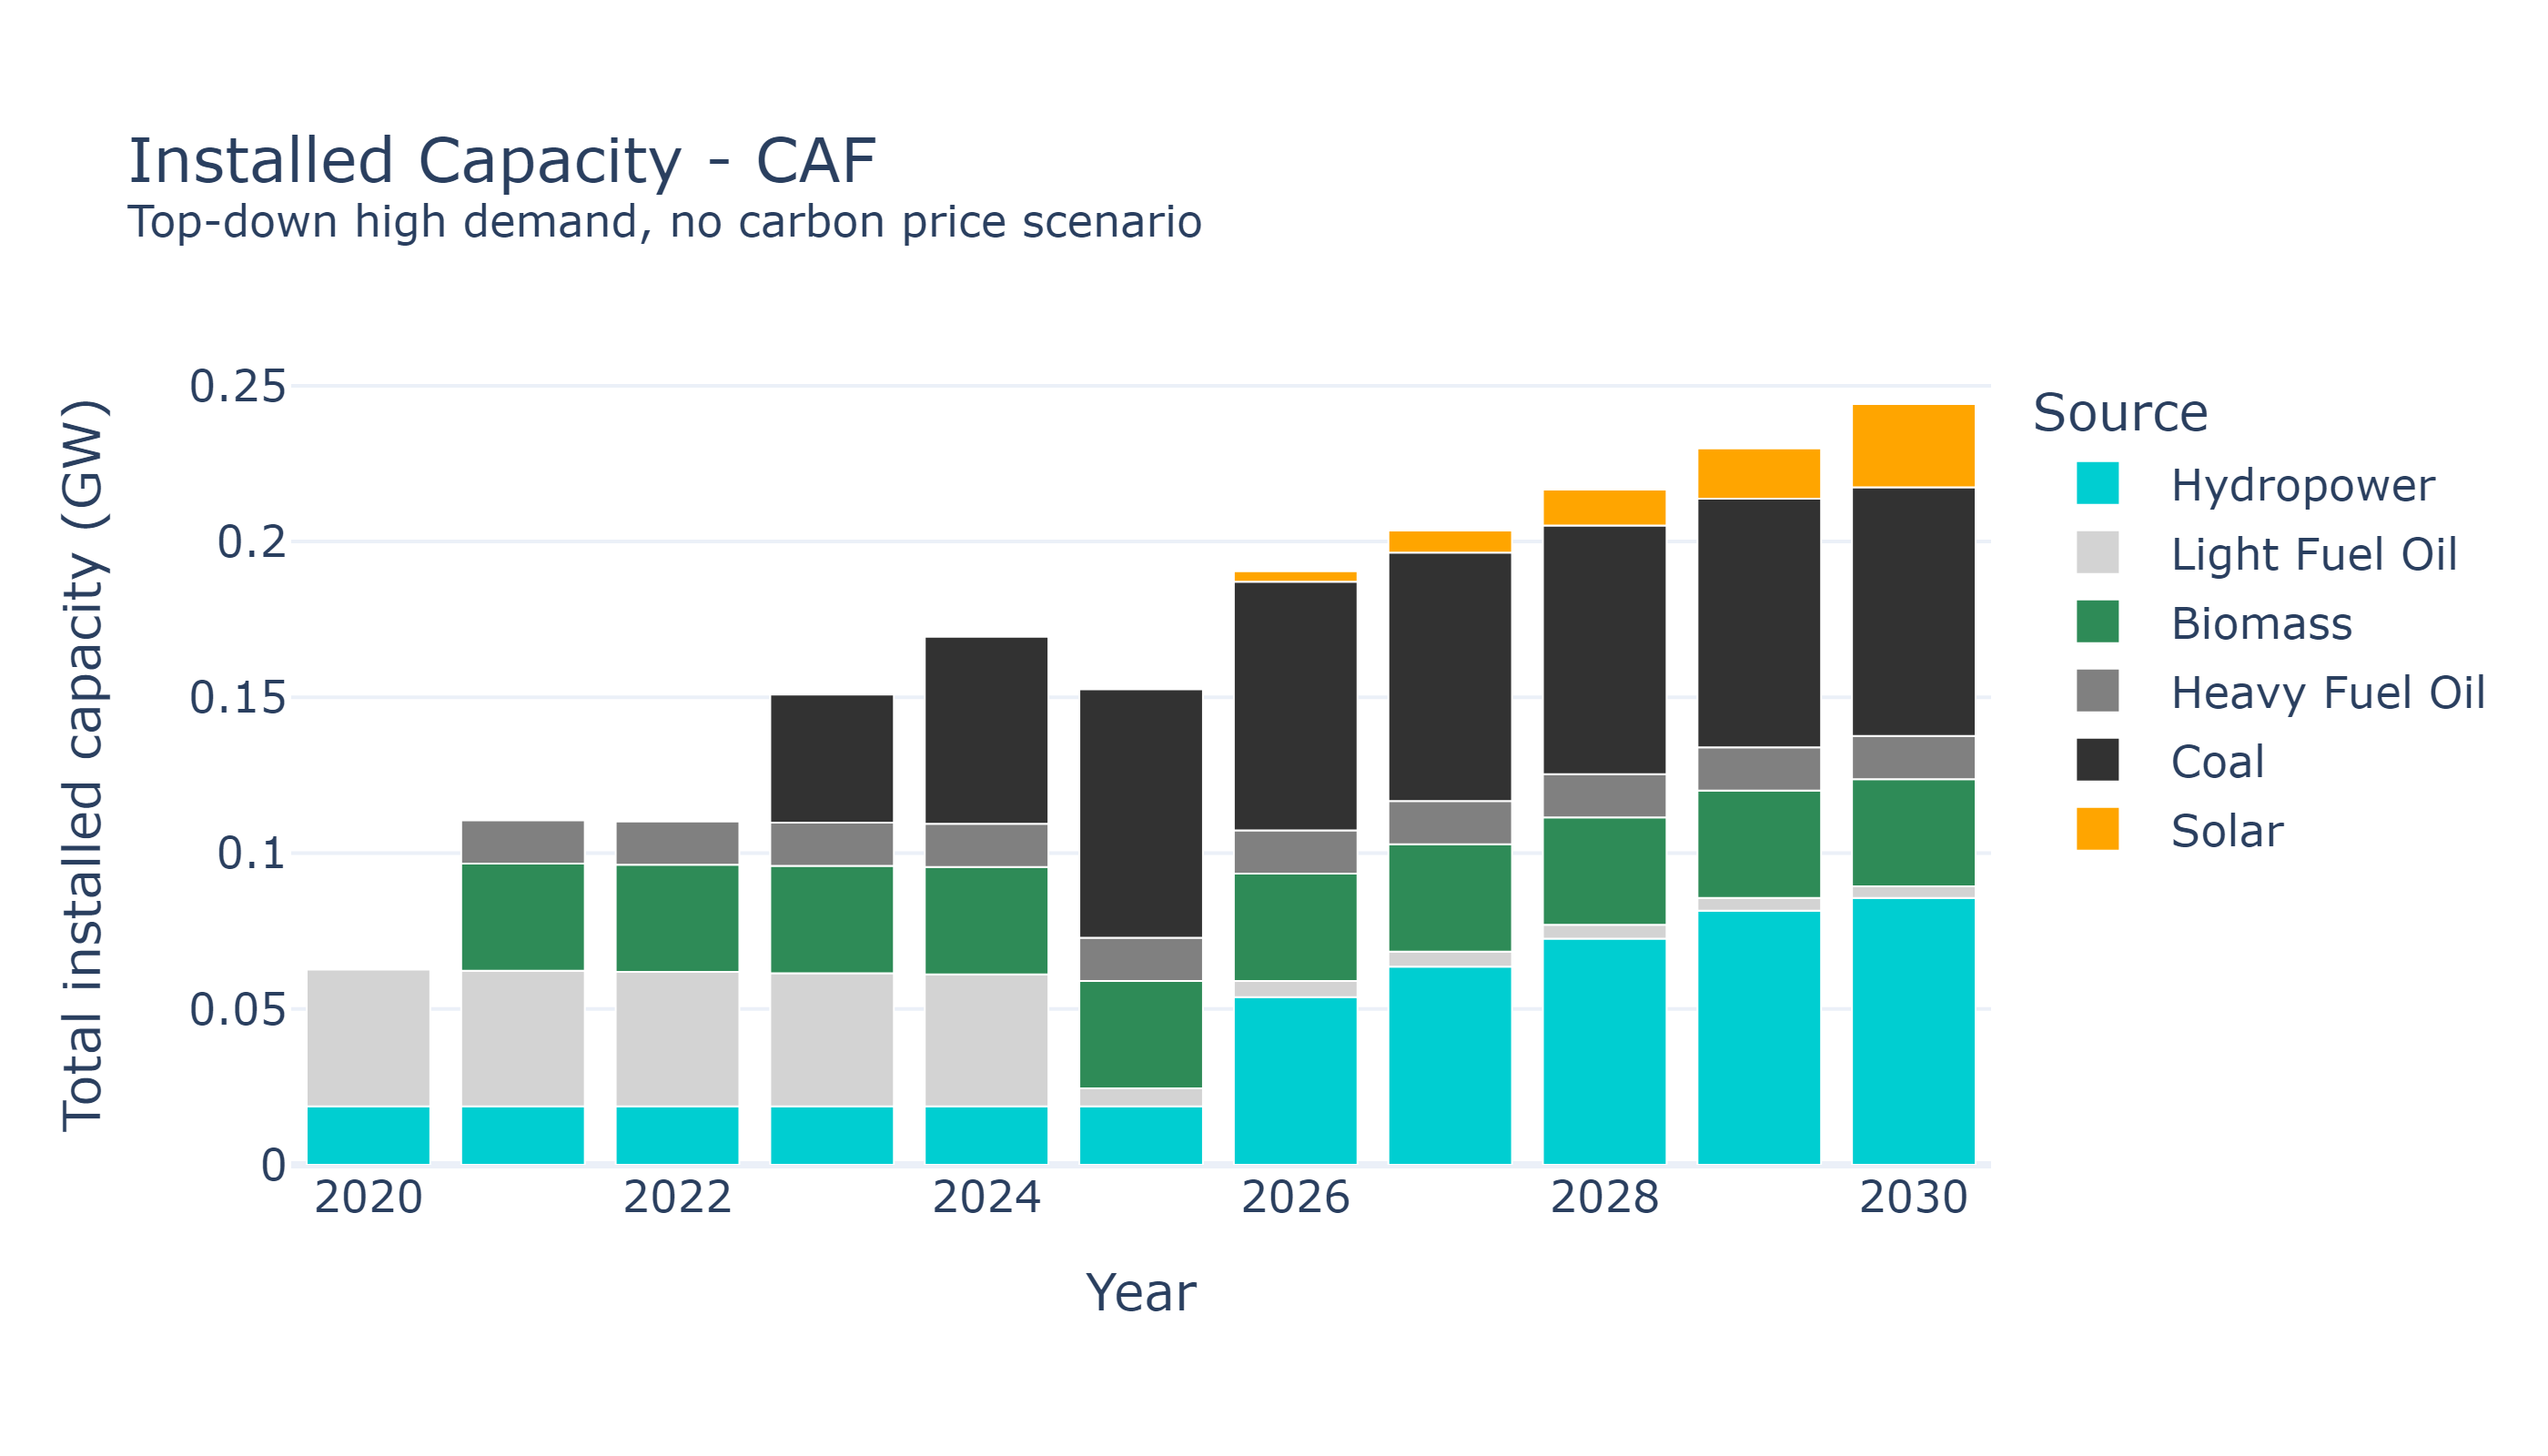 Installed Capacity - CAF
Top-down high demand, no carbon price scenario
Total installed capacity (GW)
0.25
0.2
0.15
0.1
0.05
0
2020 2022 2024 2026 2028 2030
Year
Source
Hydropower
Light Fuel Oil
Biomass
Heavy Fuel Oil
Coal
Solar